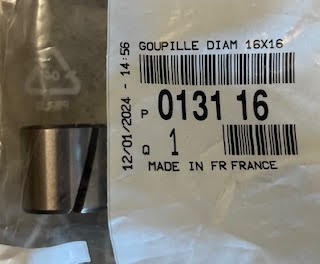 GOUPILLE DIAM 16X16
P 0131 16
Q 1
MADE IN FR FRANCE
12/01/2024 - 14:56